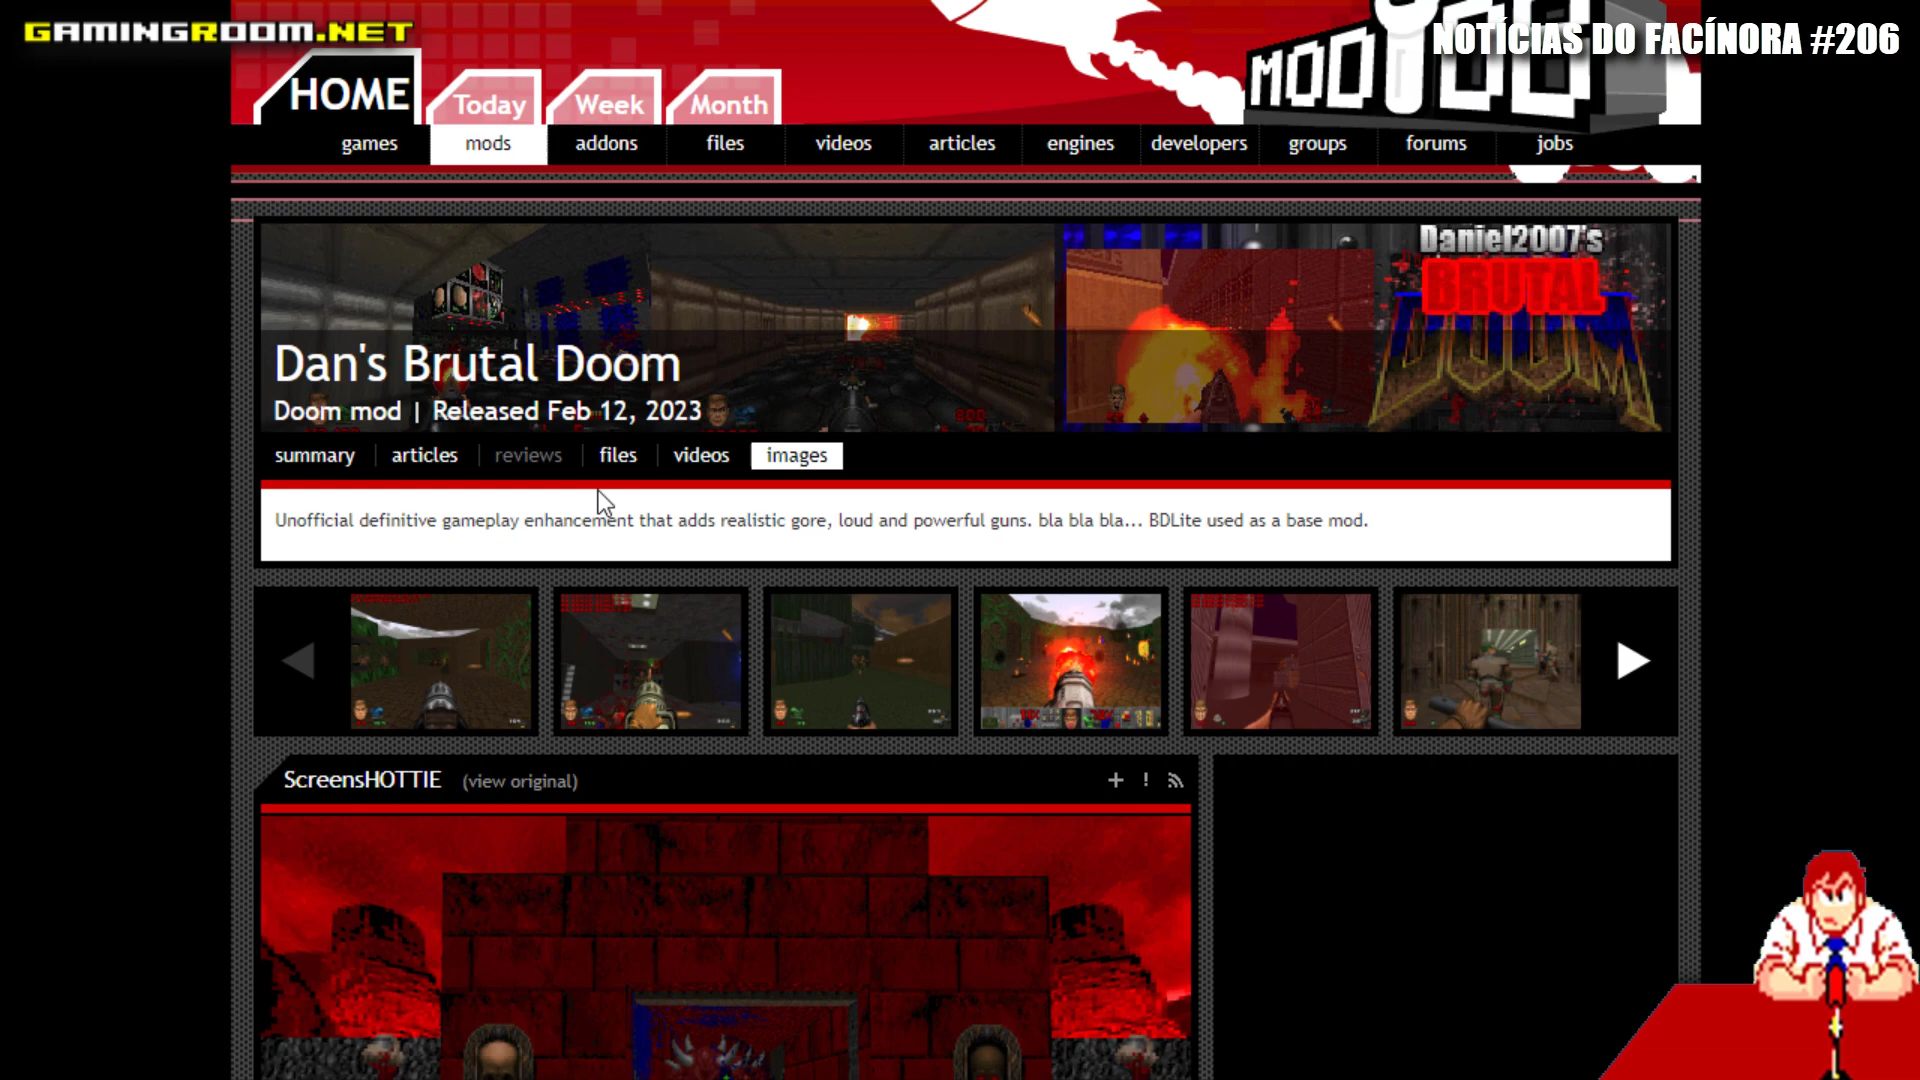 GAMINGROOM.NET
NOTÍCIAS DO FACÍNORA #206
HOME
Today
Week
Month
games
mods
addons
files
videos
articles
engines
developers
groups
forums
jobs
Daniel2007's
BRUTAL
DOOM
Dan's Brutal Doom
Doom mod | Released Feb 12, 2023
summary
articles
reviews
files
videos
images
Unofficial definitive gameplay enhancement that adds realistic gore, loud and powerful guns. bla bla bla... BDLite used as a base mod.
ScreensHOTTIE (view original)